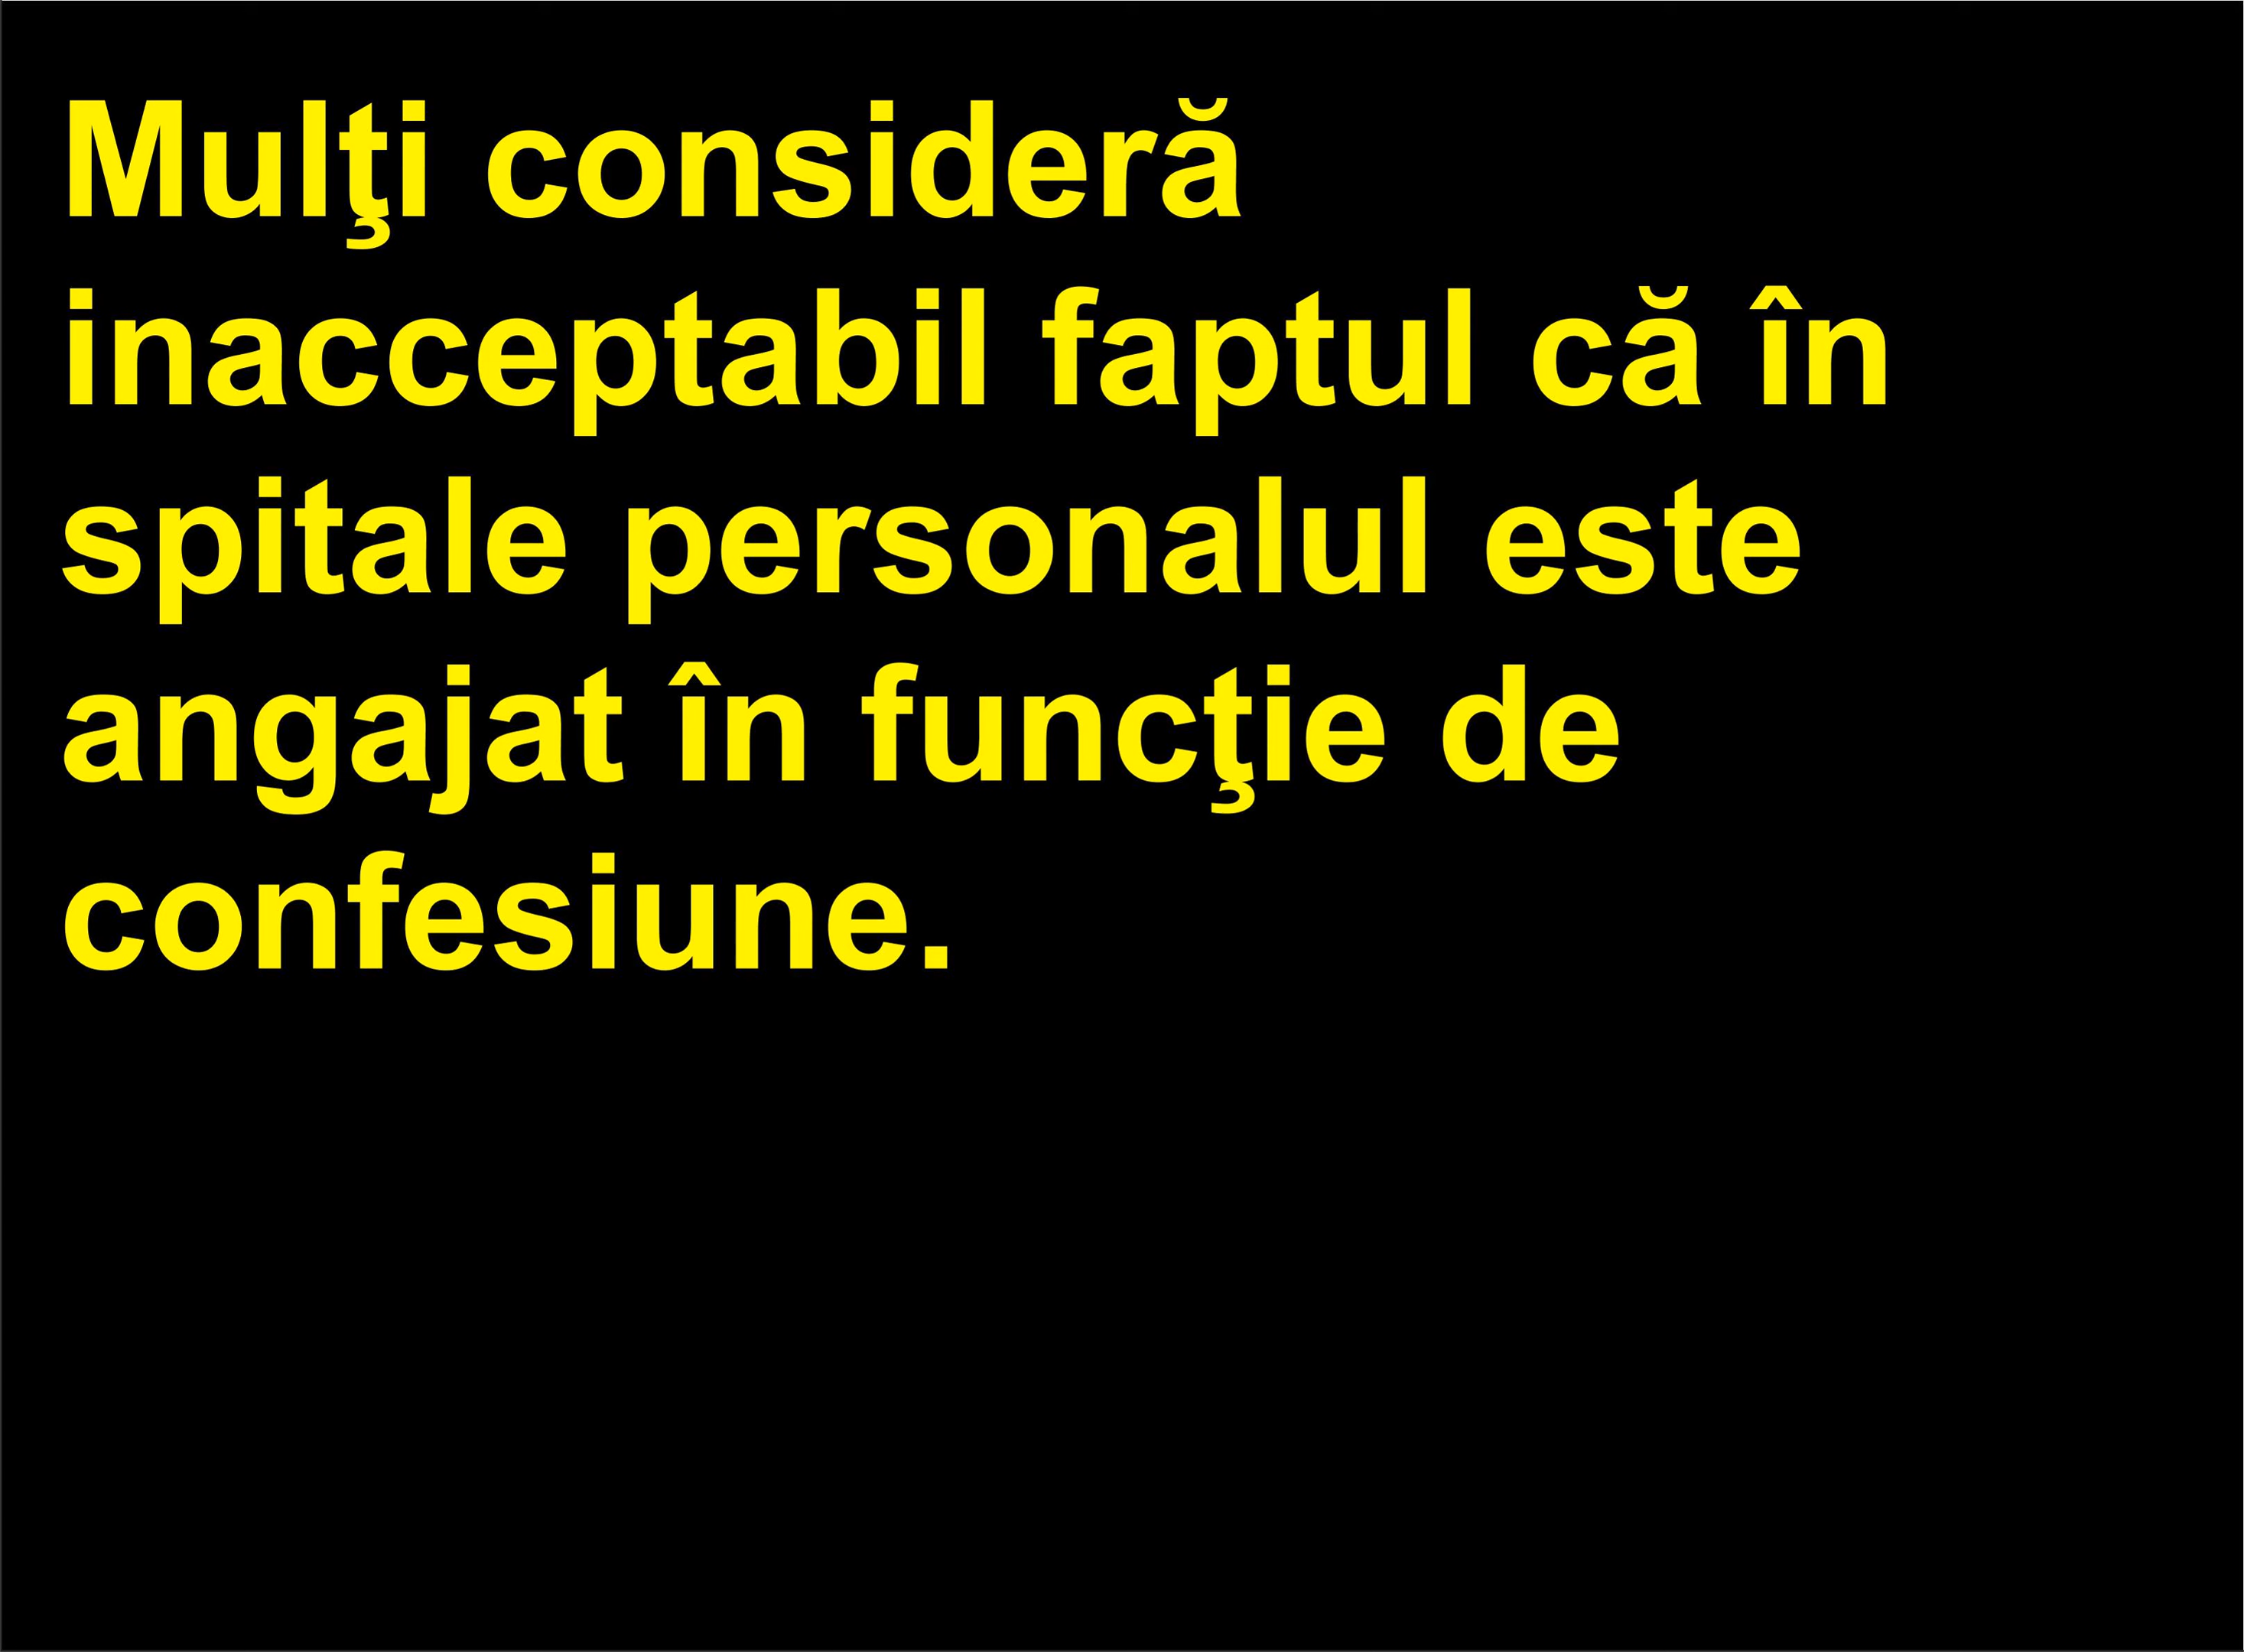 Mulţi consideră
inacceptabil faptul că în
spitale personalul este
angajat în funcţie de
confesiune.